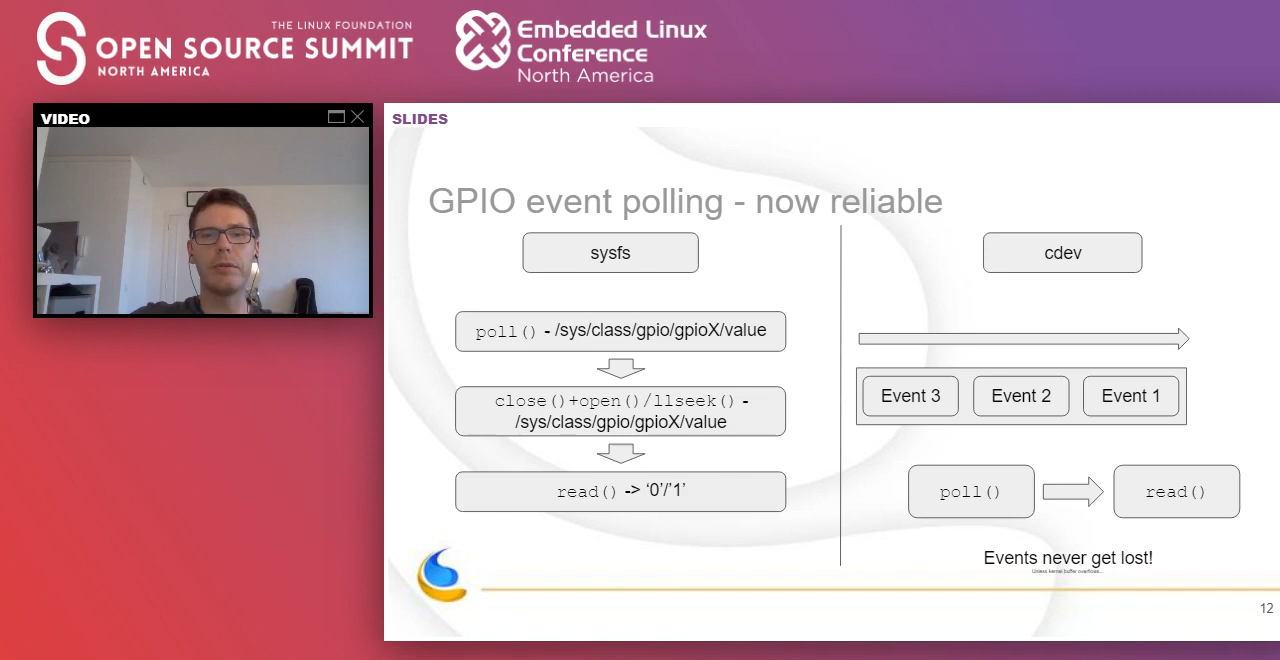 THE LINUX FOUNDATION
OPEN SOURCE SUMMIT
NORTH AMERICA
Embedded Linux
Conference
North America
VIDEO
SLIDES
GPIO event polling - now reliable
sysfs
poll() - /sys/class/gpio/gpioX/value
close()+open()/llseek() -
/sys/class/gpio/gpioX/value
read() -> ‘0’/’1’
cdev
Event 3 Event 2 Event 1
poll() read()
Events never get lost!
Unless kernel buffer overflows...
12